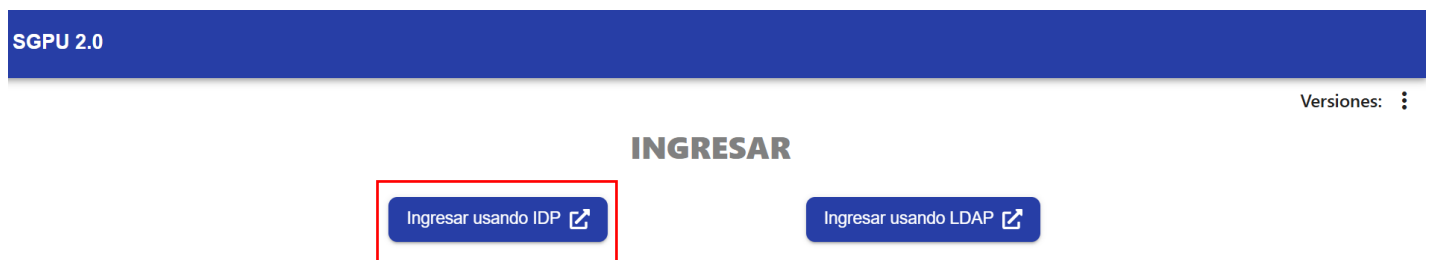 SGPU 2.0
Versiones:
INGRESAR
Ingresar usando IDP
Ingresar usando LDAP